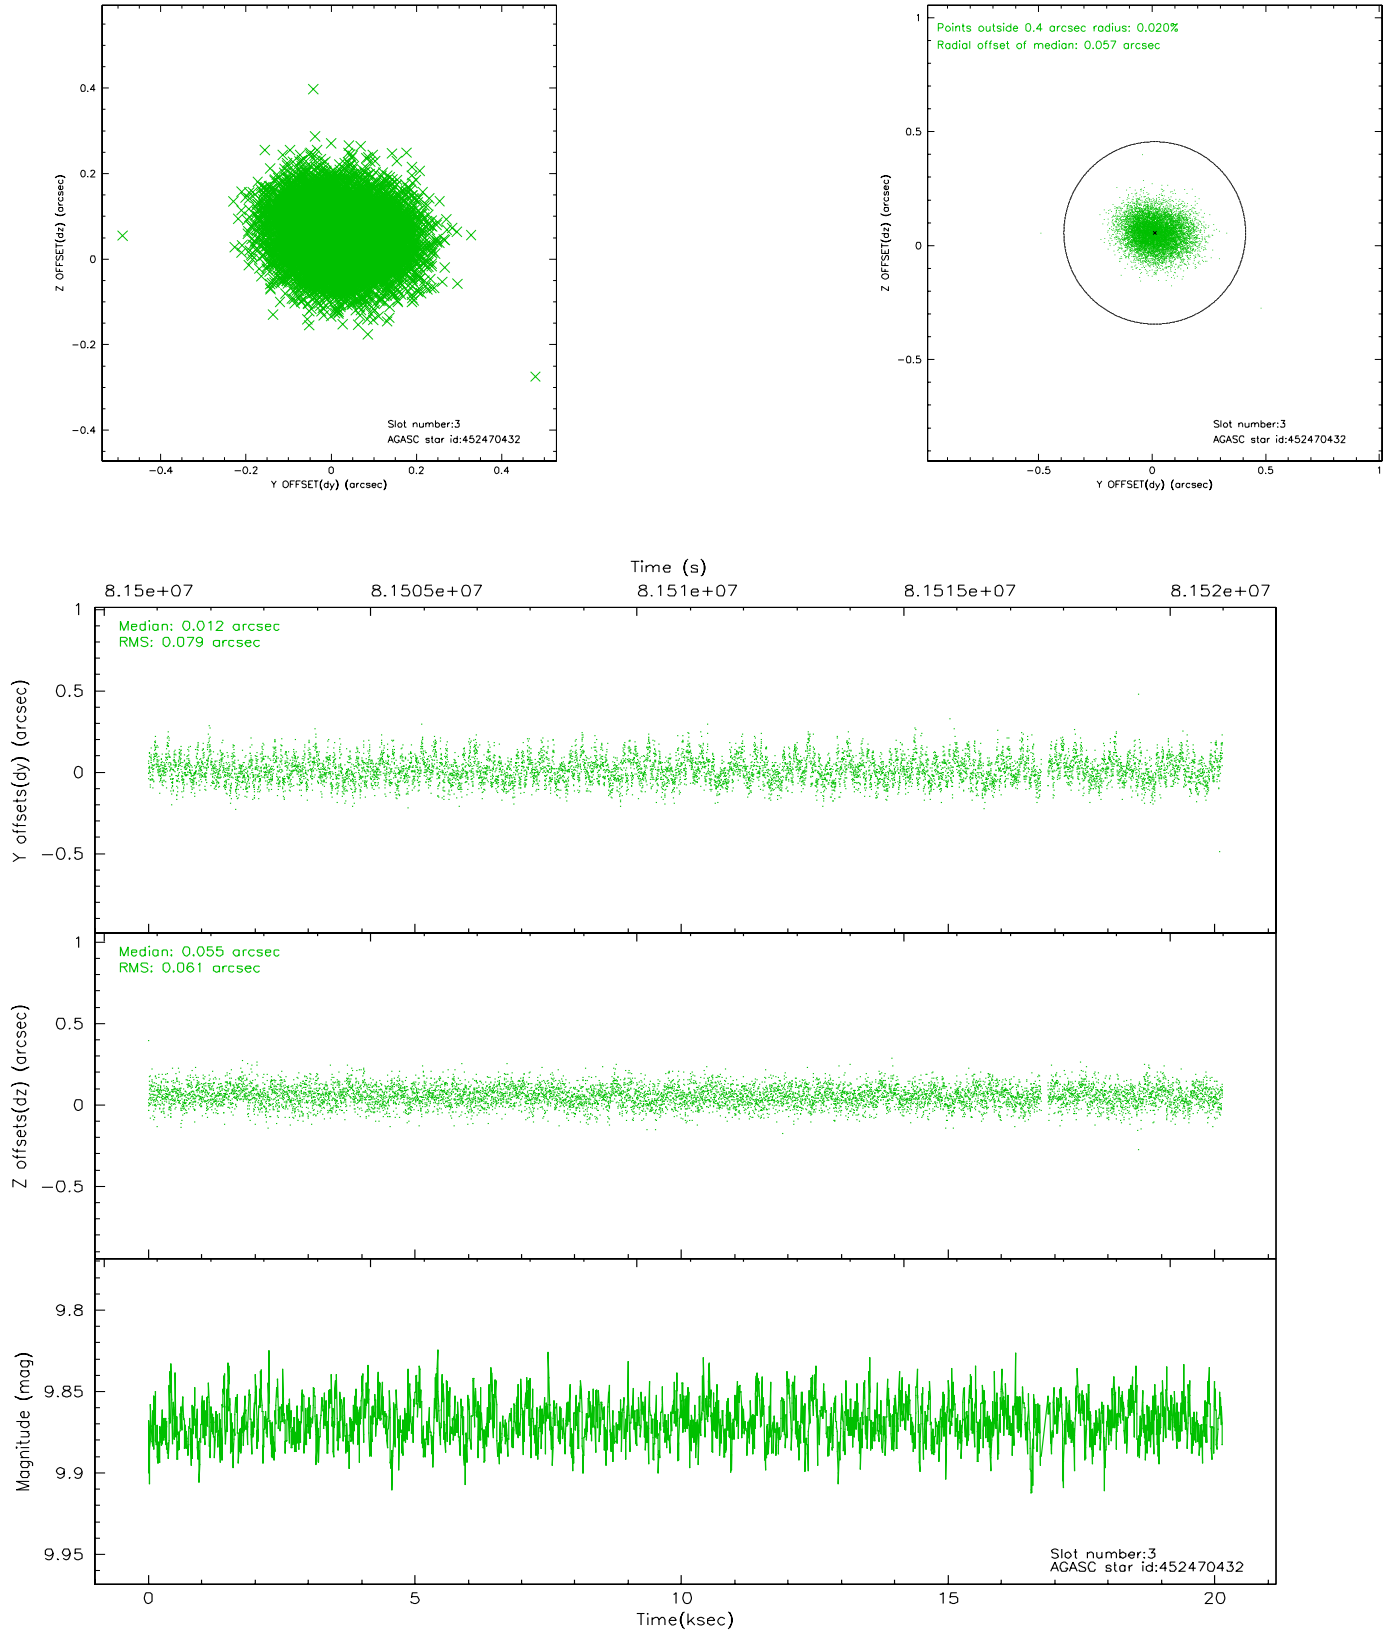 0.4
0.2
0
−0.2
−0.4
Z OFFSET(dz) (arcsec)
Slot number:3
AGASC star id:452470432
−0.4
−0.2
0
0.2
0.4
Y OFFSET(dy) (arcsec)
Points outside 0.4 arcsec radius: 0.020%
Radial offset of median: 0.057 arcsec
1
0.5
0
−0.5
Z OFFSET(dz) (arcsec)
Slot number:3
AGASC star id:452470432
−0.5
0
0.5
1
Y OFFSET(dy) (arcsec)
Time (s)
8.15e+07
8.1505e+07
8.151e+07
8.1515e+07
8.152e+07
Median: 0.012 arcsec
RMS: 0.079 arcsec
1
0.5
0
−0.5
Y offsets(dy) (arcsec)
Median: 0.055 arcsec
RMS: 0.061 arcsec
1
0.5
0
−0.5
Z offsets(dz) (arcsec)
9.8
9.85
9.9
9.95
Magnitude (mag)
Slot number:3
AGASC star id:452470432
0
5
10
15
20
Time(ksec)